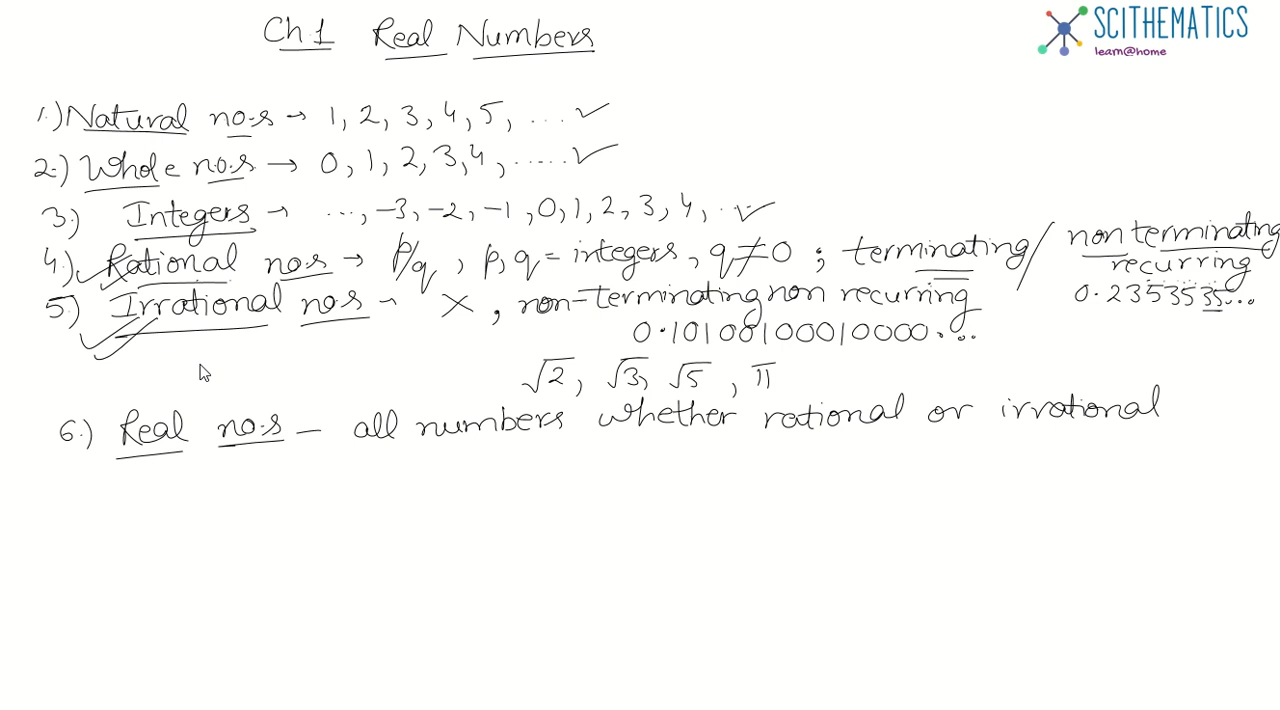 Ch.1 Real Numbers
SCITHEMATICS
learn@home
1.) Natural no.s → 1, 2, 3, 4, 5, .... ✓
2.) Whole no.s → 0, 1, 2, 3, 4, ..... ✓
3.) Integers → ..., -3, -2, -1, 0, 1, 2, 3, 4, ... ✓
4.) Rational no.s → p/q , p, q = integers, q ≠ 0 ; terminating / non terminating
recurring
0.2353535...
5.) Irrational no.s - × , non-terminating non recurring
0.10100100010000...
√2, √3, √5, π
6.) Real no.s - all numbers whether rational or irrational